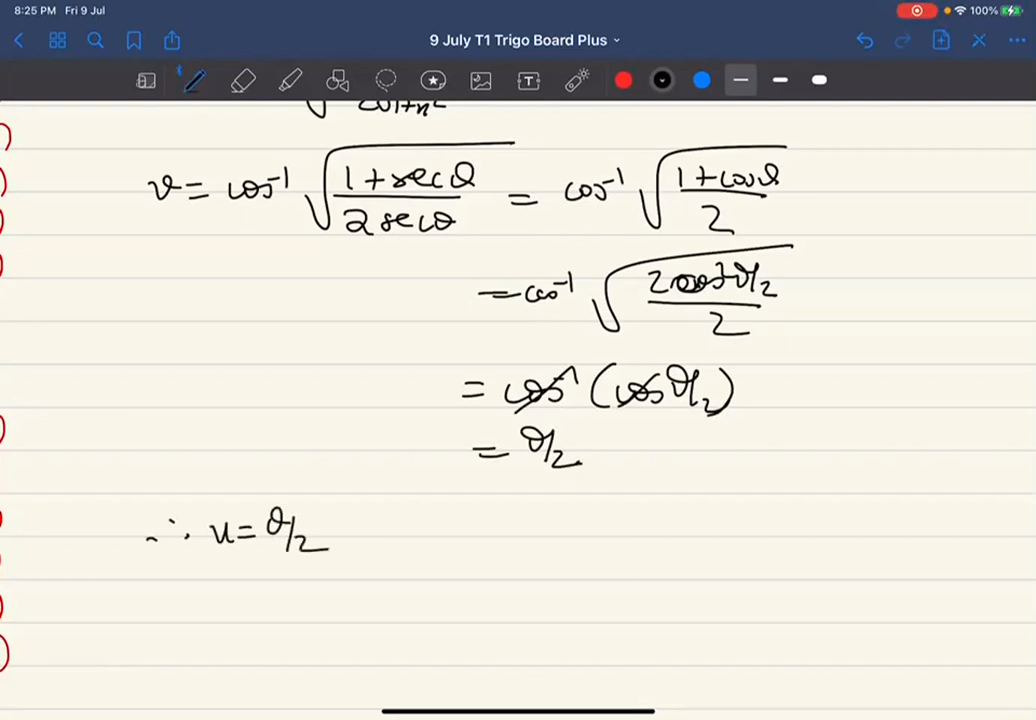 8:25 PM Fri 9 Jul
100%
9 July T1 Trigo Board Plus
v = cos⁻¹ √((1+secθ)/(2secθ)) = cos⁻¹ √((1+cosθ)/2)
= cos⁻¹ √((2cos²θ/2)/2)
= cos⁻¹ (cosθ/2)
= θ/2
∴ u = θ/2